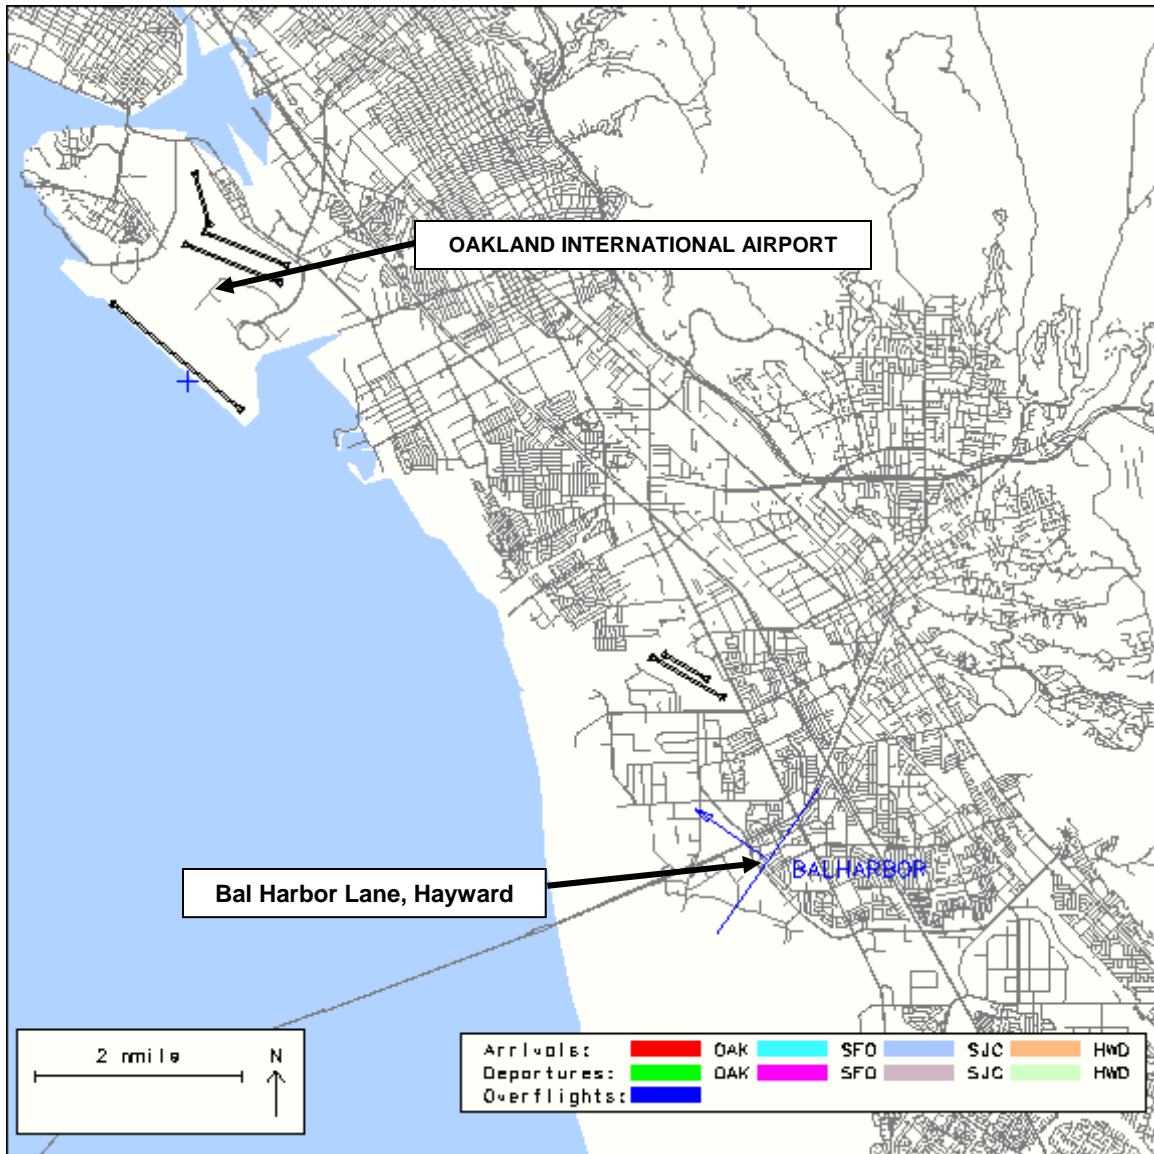 OAKLAND INTERNATIONAL AIRPORT
BALHARBOR
Bal Harbor Lane, Hayward
2 nmile N
Arrivals: OAK SFO SJC HWD
Departures: OAK SFO SJC HWD
Overflights: